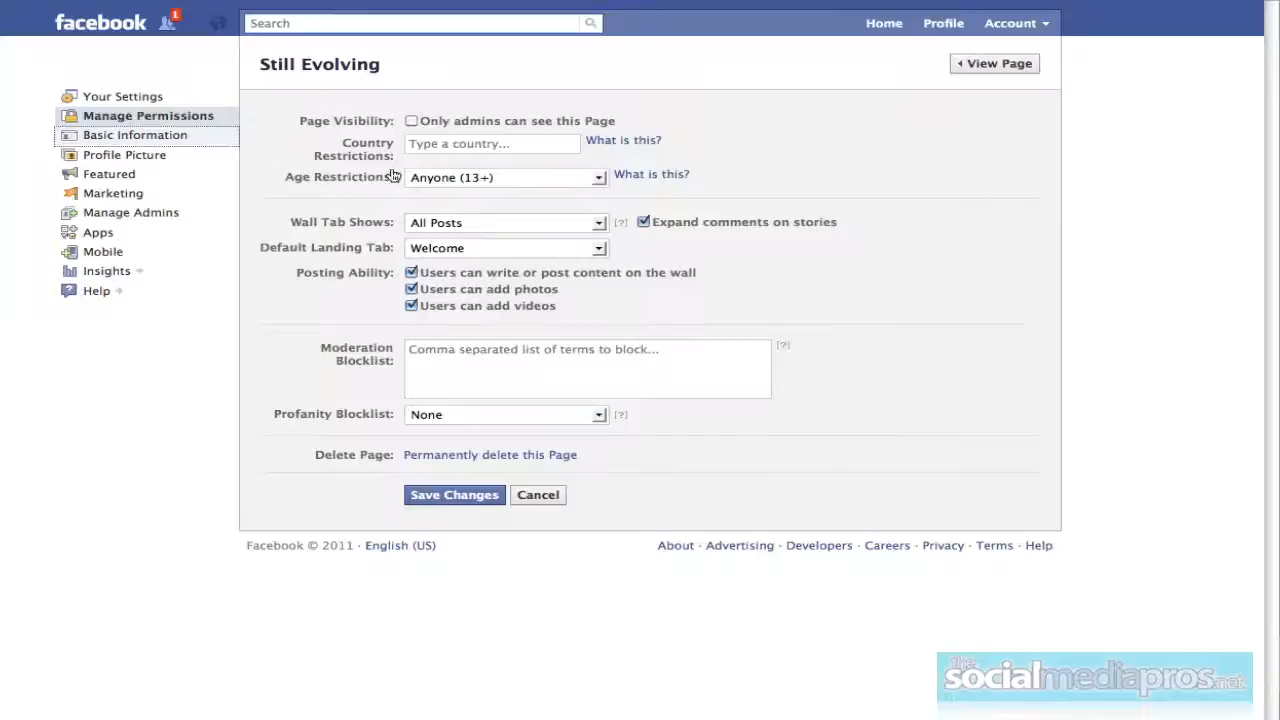 facebook
1
Search
Home Profile Account
Still Evolving
View Page
Your Settings
Manage Permissions
Basic Information
Profile Picture
Featured
Marketing
Manage Admins
Apps
Mobile
Insights
Help
Page Visibility: Only admins can see this Page
Country Restrictions: Type a country... What is this?
Age Restrictions: Anyone (13+) What is this?
Wall Tab Shows: All Posts [?] Expand comments on stories
Default Landing Tab: Welcome
Posting Ability: Users can write or post content on the wall
Users can add photos
Users can add videos
Moderation Blocklist: Comma separated list of terms to block... [?]
Profanity Blocklist: None [?]
Delete Page: Permanently delete this Page
Save Changes Cancel
Facebook © 2011 · English (US)
About · Advertising · Developers · Careers · Privacy · Terms · Help
the socialmediapros.net